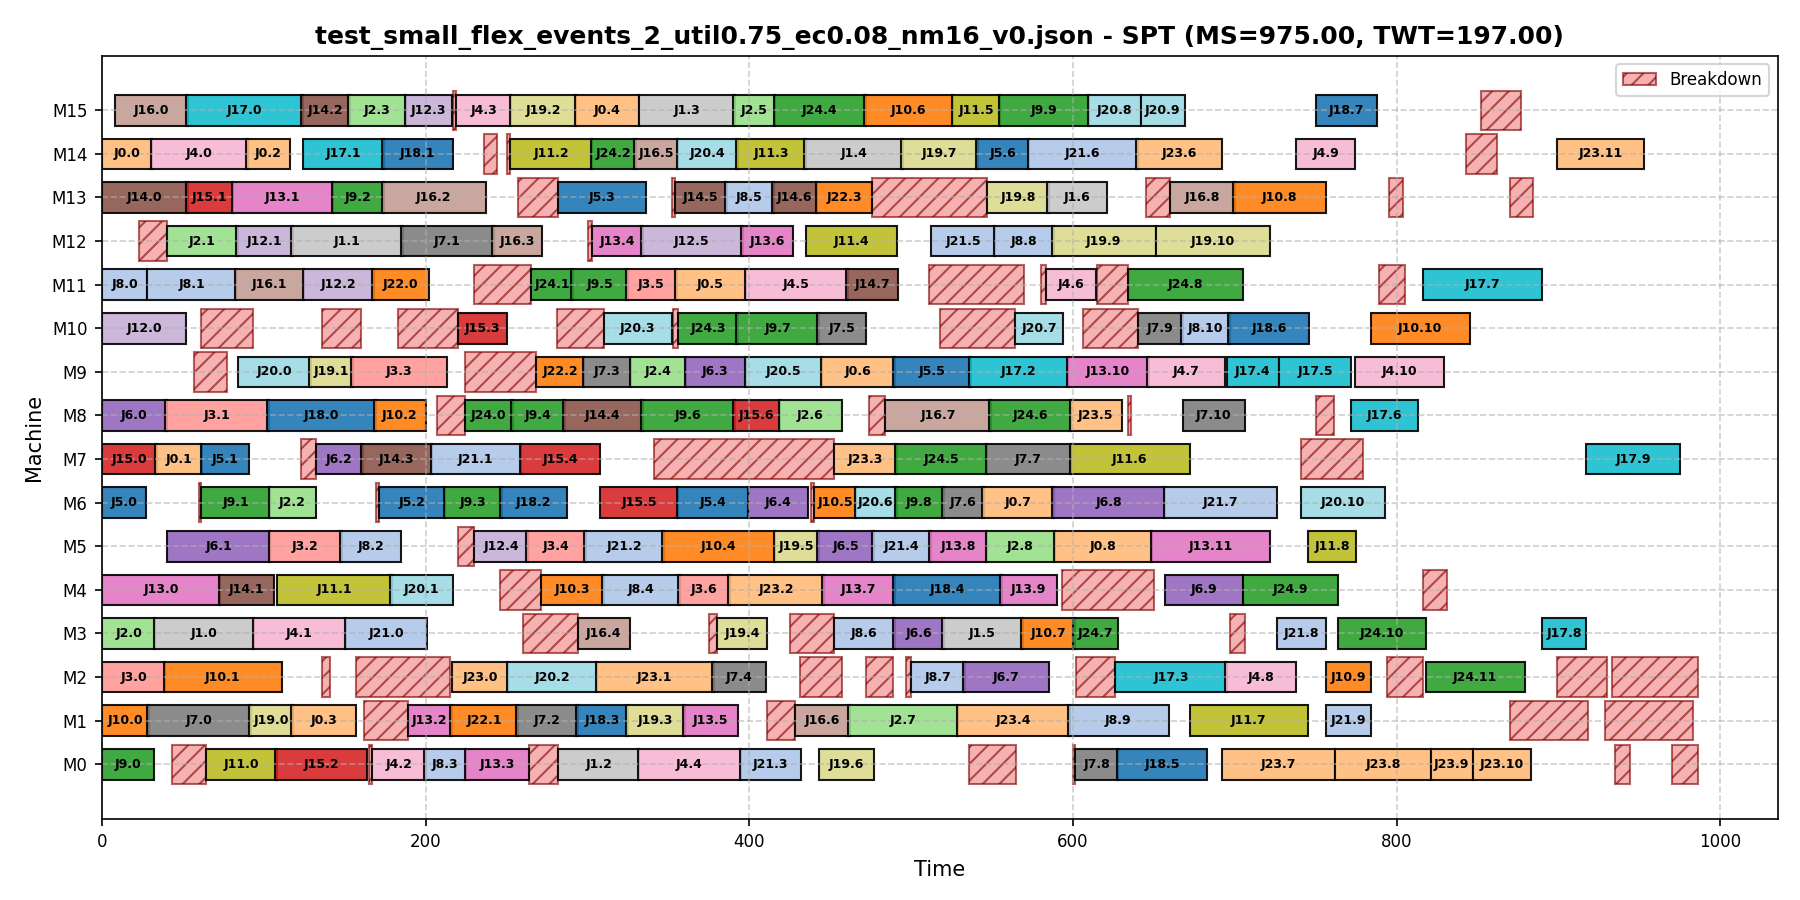 test_small_flex_events_2_util0.75_ec0.08_nm16_v0.json - SPT (MS=975.00, TWT=197.00)
Breakdown
M15 J16.0 J17.0 J14.2 J2.3 J12.3 J4.3 J19.2 J0.4 J1.3 J2.5 J24.4 J10.6 J11.5 J9.9 J20.8 J20.9 J18.7
M14 J0.0 J4.0 J0.2 J17.1 J18.1 J11.2 J24.2 J16.5 J20.4 J11.3 J1.4 J19.7 J5.6 J21.6 J23.6 J4.9 J23.11
M13 J14.0 J15.1 J13.1 J9.2 J16.2 J5.3 J14.5 J8.5 J14.6 J22.3 J19.8 J1.6 J16.8 J10.8
M12 J2.1 J12.1 J1.1 J7.1 J16.3 J13.4 J12.5 J13.6 J11.4 J21.5 J8.8 J19.9 J19.10
M11 J8.0 J8.1 J16.1 J12.2 J22.0 J24.1 J9.5 J3.5 J0.5 J4.5 J14.7 J4.6 J24.8 J17.7
M10 J12.0 J15.3 J20.3 J24.3 J9.7 J7.5 J20.7 J7.9 J8.10 J18.6 J10.10
M9 J20.0 J19.1 J3.3 J22.2 J7.3 J2.4 J6.3 J20.5 J0.6 J5.5 J17.2 J13.10 J4.7 J17.4 J17.5 J4.10
M8 J6.0 J3.1 J18.0 J10.2 J24.0 J9.4 J14.4 J9.6 J15.6 J2.6 J16.7 J24.6 J23.5 J7.10 J17.6
M7 J15.0 J0.1 J5.1 J6.2 J14.3 J21.1 J15.4 J23.3 J24.5 J7.7 J11.6 J17.9
M6 J5.0 J9.1 J2.2 J5.2 J9.3 J18.2 J15.5 J5.4 J6.4 J10.5 J20.6 J9.8 J7.6 J0.7 J6.8 J21.7 J20.10
M5 J6.1 J3.2 J8.2 J12.4 J3.4 J21.2 J10.4 J19.5 J6.5 J21.4 J13.8 J2.8 J0.8 J13.11 J11.8
M4 J13.0 J14.1 J11.1 J20.1 J10.3 J8.4 J3.6 J23.2 J13.7 J18.4 J13.9 J6.9 J24.9
M3 J2.0 J1.0 J4.1 J21.0 J16.4 J19.4 J8.6 J6.6 J1.5 J10.7 J24.7 J21.8 J24.10 J17.8
M2 J3.0 J10.1 J23.0 J20.2 J23.1 J7.4 J8.7 J6.7 J17.3 J4.8 J10.9 J24.11
M1 J10.0 J7.0 J19.0 J0.3 J13.2 J22.1 J7.2 J18.3 J19.3 J13.5 J16.6 J2.7 J23.4 J8.9 J11.7 J21.9
M0 J9.0 J11.0 J15.2 J4.2 J8.3 J13.3 J1.2 J4.4 J21.3 J19.6 J7.8 J18.5 J23.7 J23.8 J23.9 J23.10
0 200 400 600 800 1000
Time
Machine